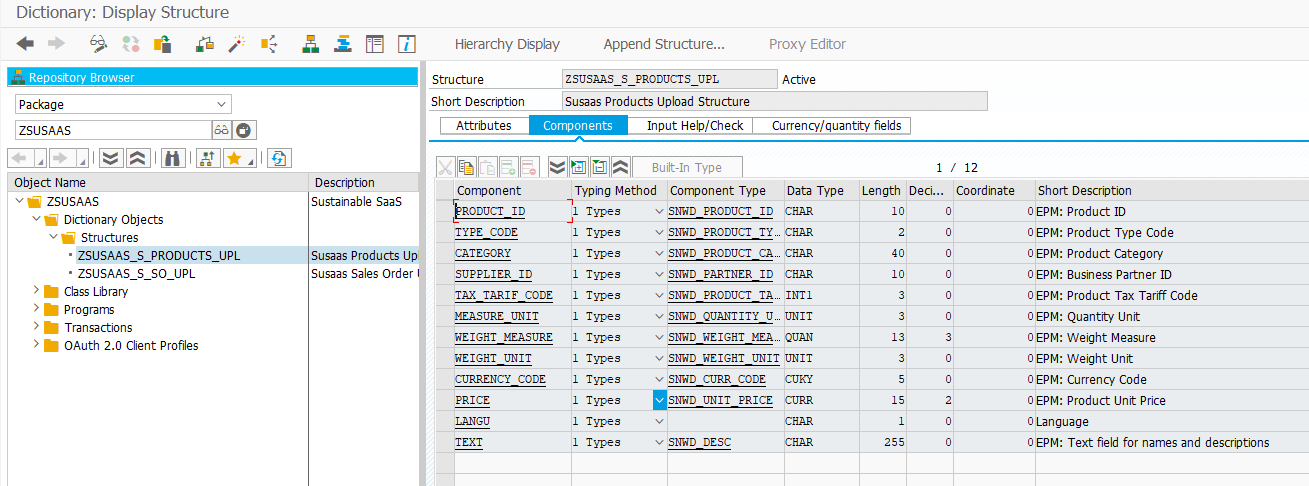 Dictionary: Display Structure
Hierarchy Display Append Structure... Proxy Editor
Repository Browser
Package
ZSUSAAS
Object Name Description
ZSUSAAS Sustainable SaaS
Dictionary Objects
Structures
ZSUSAAS_S_PRODUCTS_UPL Susaas Products Upl
ZSUSAAS_S_SO_UPL Susaas Sales Order U
Class Library
Programs
Transactions
OAuth 2.0 Client Profiles
Structure ZSUSAAS_S_PRODUCTS_UPL Active
Short Description Susaas Products Upload Structure
Attributes Components Input Help/Check Currency/quantity fields
Built-In Type 1 / 12
Component Typing Method Component Type Data Type Length Deci... Coordinate Short Description
PRODUCT_ID 1 Types SNWD_PRODUCT_ID CHAR 10 0 0 EPM: Product ID
TYPE_CODE 1 Types SNWD_PRODUCT_TY... CHAR 2 0 0 EPM: Product Type Code
CATEGORY 1 Types SNWD_PRODUCT_CA... CHAR 40 0 0 EPM: Product Category
SUPPLIER_ID 1 Types SNWD_PARTNER_ID CHAR 10 0 0 EPM: Business Partner ID
TAX_TARIF_CODE 1 Types SNWD_PRODUCT_TA... INT1 3 0 0 EPM: Product Tax Tariff Code
MEASURE_UNIT 1 Types SNWD_QUANTITY_U... UNIT 3 0 0 EPM: Quantity Unit
WEIGHT_MEASURE 1 Types SNWD_WEIGHT_MEA... QUAN 13 3 0 EPM: Weight Measure
WEIGHT_UNIT 1 Types SNWD_WEIGHT_UNIT UNIT 3 0 0 EPM: Weight Unit
CURRENCY_CODE 1 Types SNWD_CURR_CODE CUKY 5 0 0 EPM: Currency Code
PRICE 1 Types SNWD_UNIT_PRICE CURR 15 2 0 EPM: Product Unit Price
LANGU 1 Types CHAR 1 0 0 Language
TEXT 1 Types SNWD_DESC CHAR 255 0 0 EPM: Text field for names and descriptions